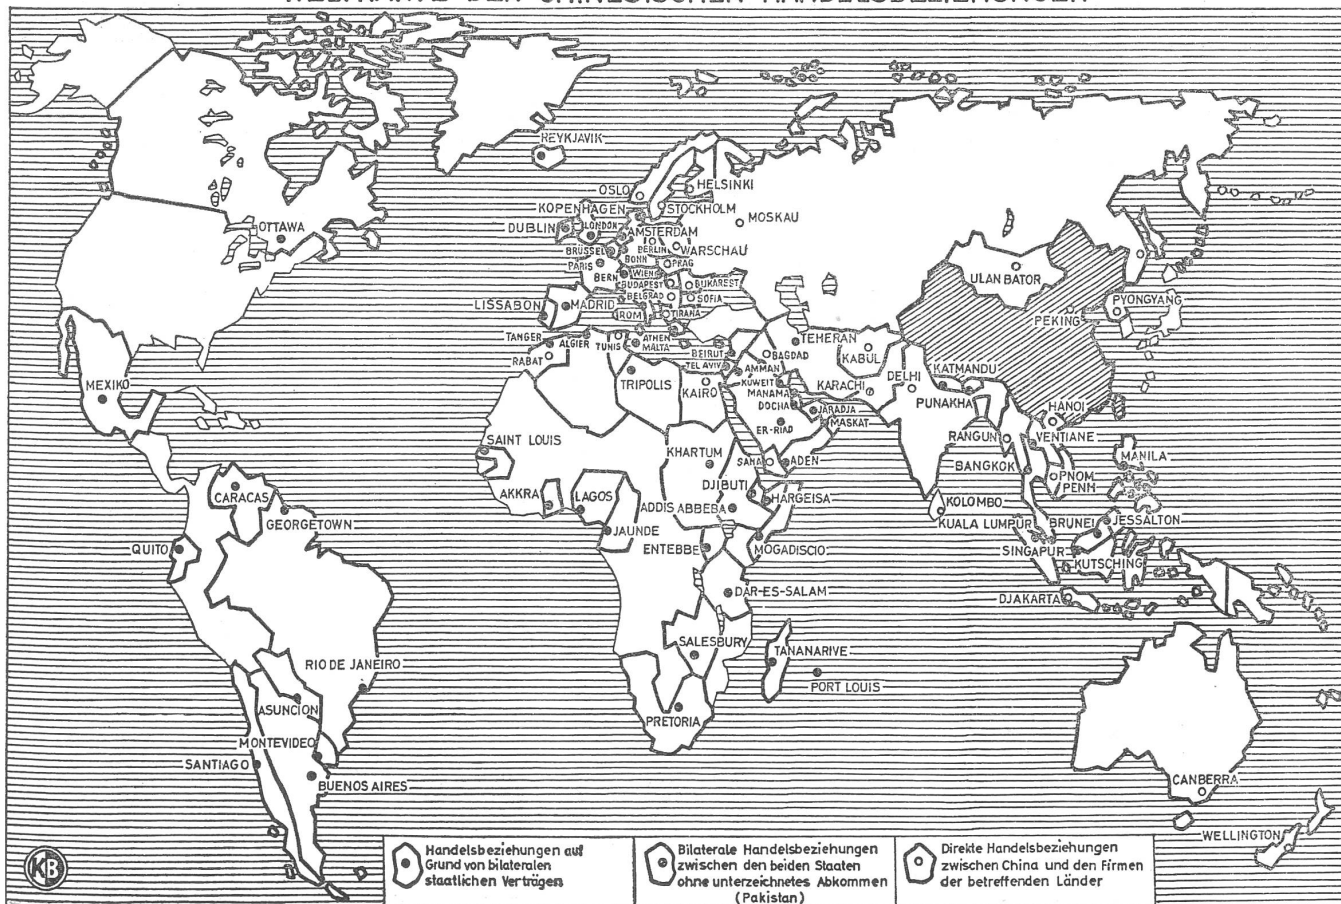 WELTKARTE DER CHINESISCHEN HANDELSBEZIEHUNGEN
REYKJAVIK
OSLO
HELSINKI
KOPENHAGEN
STOCKHOLM
MOSKAU
DUBLIN
LONDON
AMSTERDAM
OTTAWA
BERLIN
WARSCHAU
BRÜSSEL
BONN
PARIS
PRAG
BERN
WIEN
BUDAPEST
BUKAREST
ULAN BATOR
BELGRAD
SOFIA
LISSABON
MADRID
ROM
TIRANA
PYONGYANG
PEKING
TANGER
ALGIER
TUNIS
ATHEN
MALTA
TEHERAN
RABAT
BEIRUT
BAGDAD
KABUL
TEL AVIV
AMMAN
DELHI
KATMANDU
MEXIKO
TRIPOLIS
KAIRO
KUWEIT
MANAMA
KARACHI
PUNAKHA
HANOI
DOCHA
JARADJA
MASKAT
ER-RIAD
SAINT LOUIS
KHARTUM
RANGUN
VENTIANE
SANA
ADEN
BANGKOK
MANILA
CARACAS
AKKRA
LAGOS
DJIBUTI
HARGEISA
PNOM
PENH
ADDIS ABBEBA
KOLOMBO
GEORGETOWN
JAUNDE
KUALA LUMPUR
BRUNEI
JESSALTON
QUITO
ENTEBBE
MOGADISCIO
SINGAPUR
KUTSCHING
DAR-ES-SALAM
DJAKARTA
SALESBURY
RIO DE JANEIRO
TANANARIVE
PORT LOUIS
ASUNCION
PRETORIA
MONTEVIDEO
SANTIAGO
BUENOS AIRES
CANBERRA
WELLINGTON
KB
Handelsbeziehungen auf
Grund von bilateralen
staatlichen Verträgen
Bilaterale Handelsbeziehungen
zwischen den beiden Staaten
ohne unterzeichnetes Abkommen
(Pakistan)
Direkte Handelsbeziehungen
zwischen China und den Firmen
der betreffenden Länder